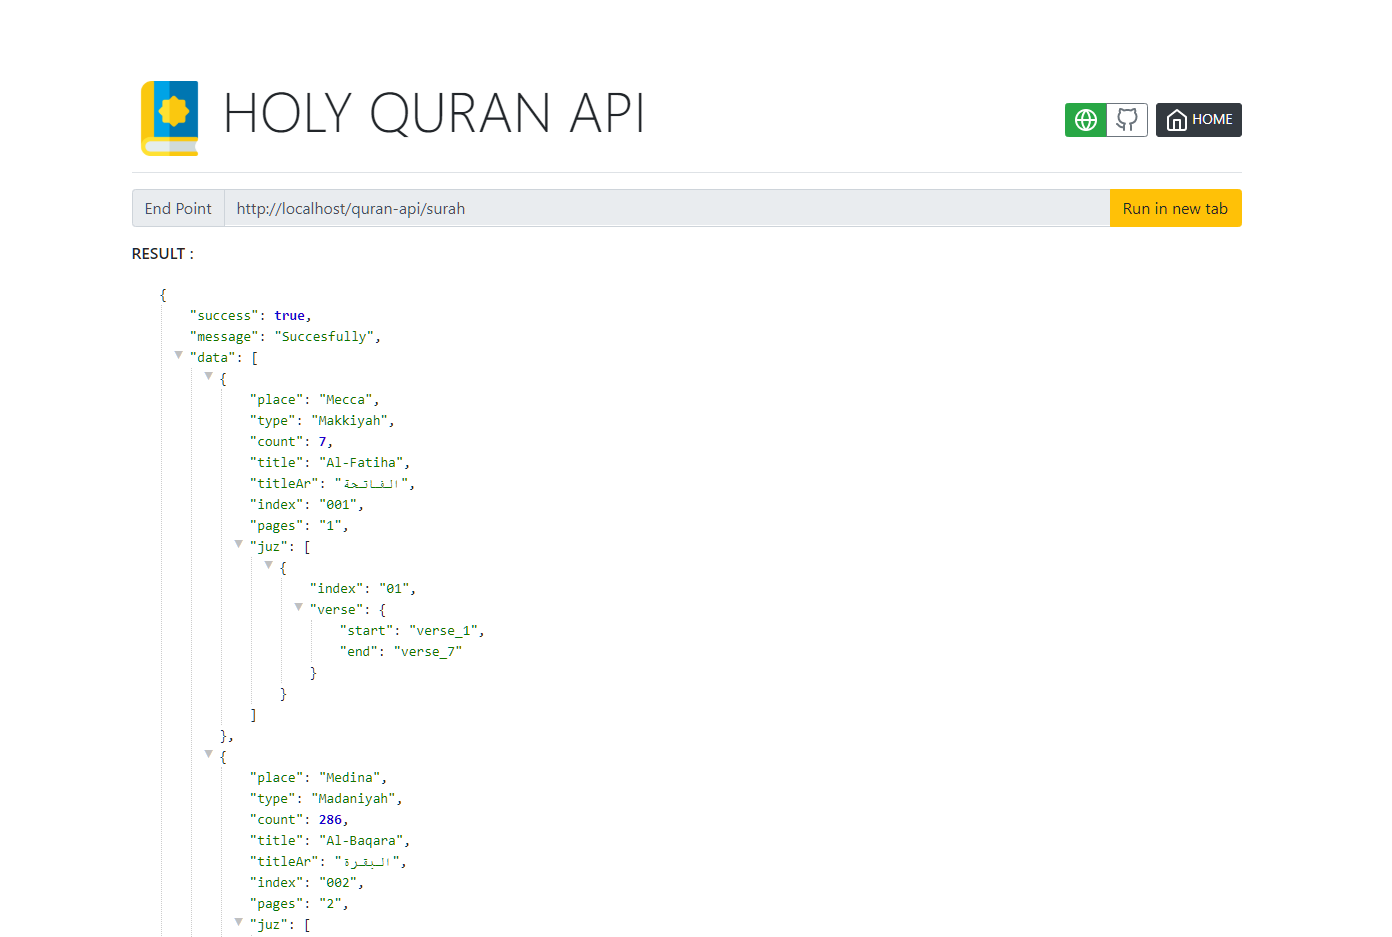 HOLY QURAN API
HOME
End Point http://localhost/quran-api/surah Run in new tab
RESULT :
{
"success": true,
"message": "Succesfully",
"data": [
{
"place": "Mecca",
"type": "Makkiyah",
"count": 7,
"title": "Al-Fatiha",
"titleAr": "الفاتحة",
"index": "001",
"pages": "1",
"juz": [
{
"index": "01",
"verse": {
"start": "verse_1",
"end": "verse_7"
}
}
]
},
{
"place": "Medina",
"type": "Madaniyah",
"count": 286,
"title": "Al-Baqara",
"titleAr": "البقرة",
"index": "002",
"pages": "2",
"juz": [